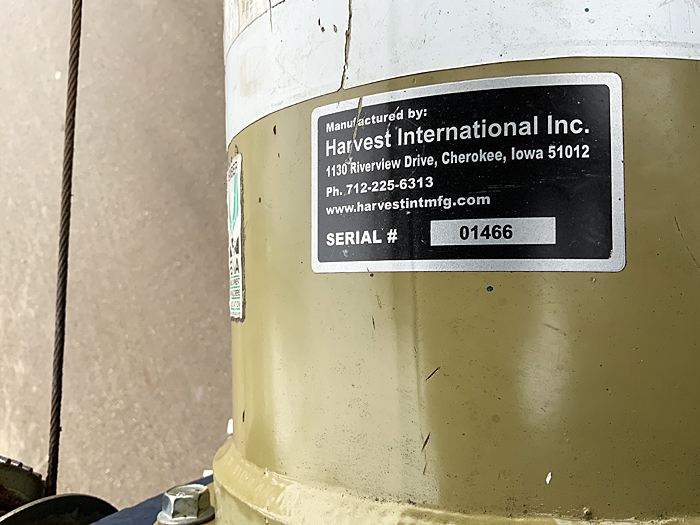 Manufactured by:
Harvest International Inc.
1130 Riverview Drive, Cherokee, Iowa 51012
Ph. 712-225-6313
www.harvestintmfg.com
SERIAL # 01466